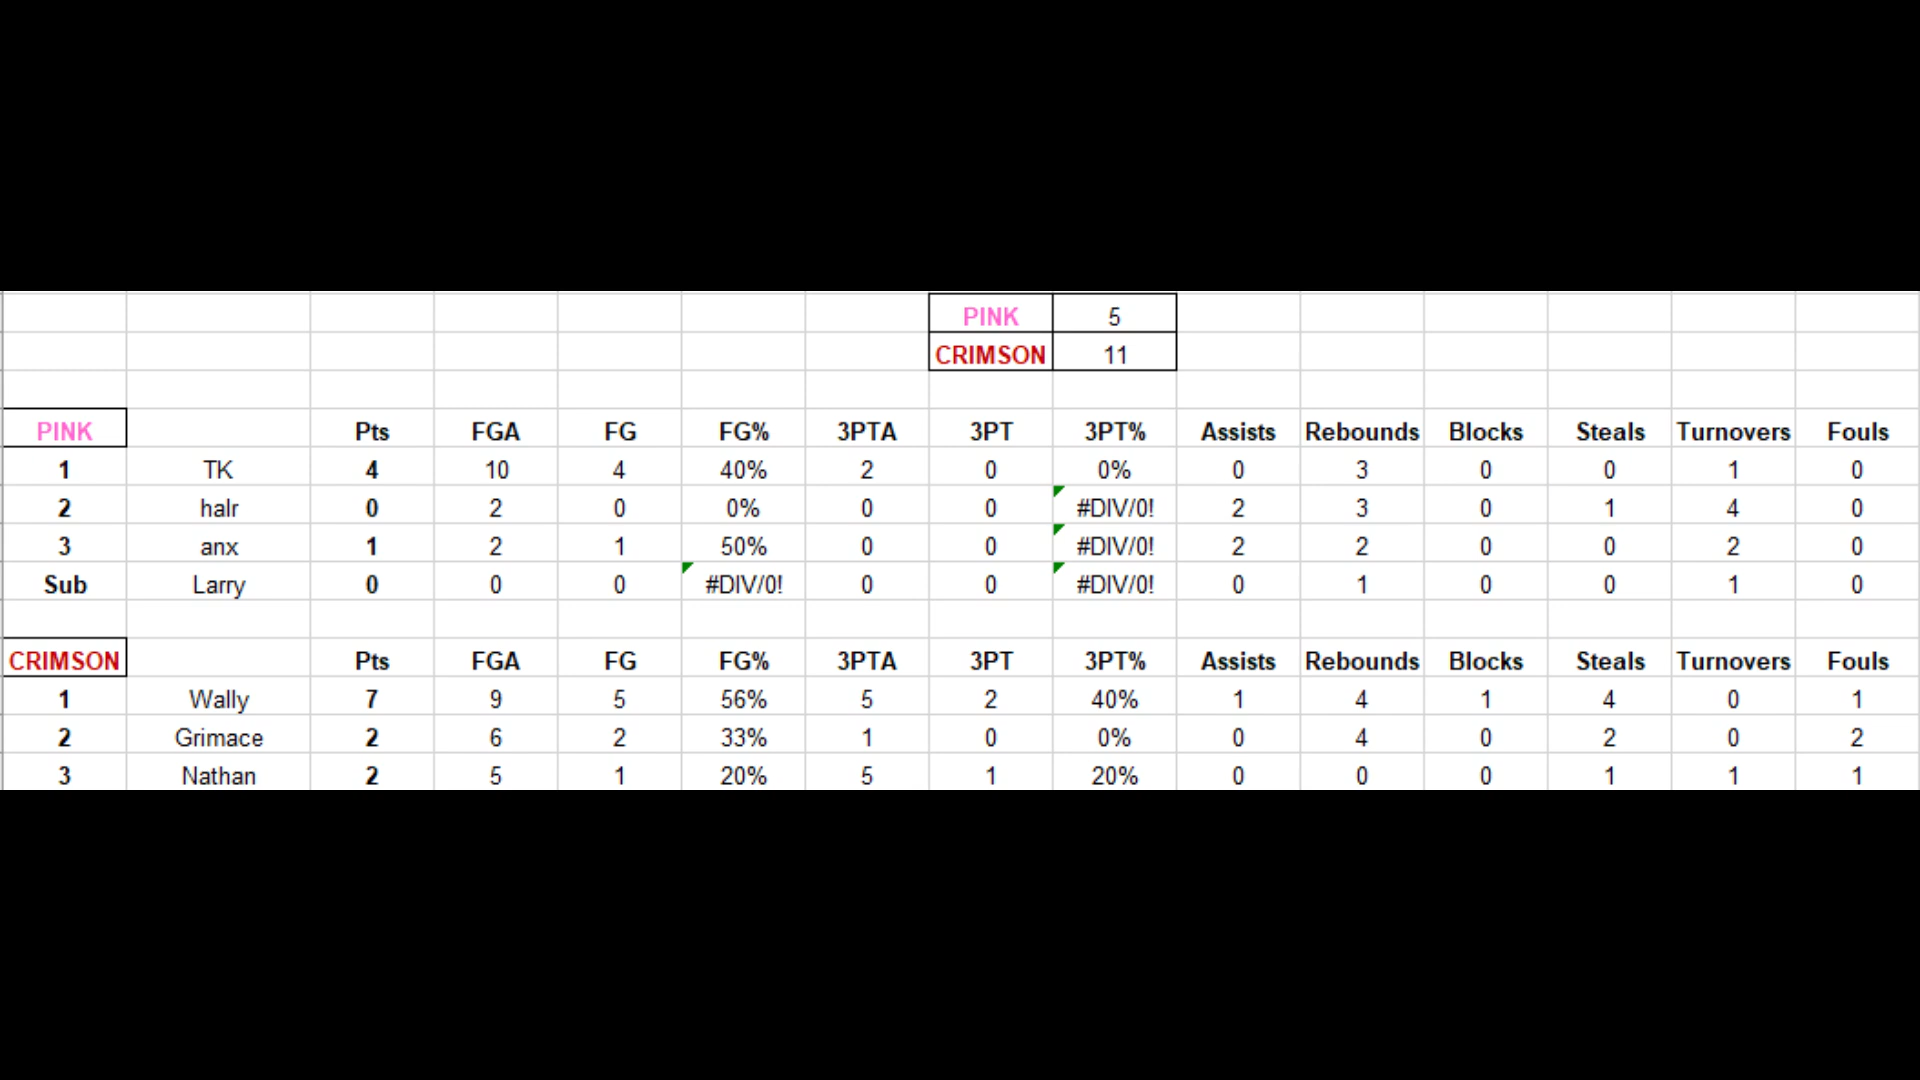 PINK 5
CRIMSON 11
PINK Pts FGA FG FG% 3PTA 3PT 3PT% Assists Rebounds Blocks Steals Turnovers Fouls
1 TK 4 10 4 40% 2 0 0% 0 3 0 0 1 0
2 halr 0 2 0 0% 0 0 #DIV/0! 2 3 0 1 4 0
3 anx 1 2 1 50% 0 0 #DIV/0! 2 2 0 0 2 0
Sub Larry 0 0 0 #DIV/0! 0 0 #DIV/0! 0 1 0 0 1 0
CRIMSON Pts FGA FG FG% 3PTA 3PT 3PT% Assists Rebounds Blocks Steals Turnovers Fouls
1 Wally 7 9 5 56% 5 2 40% 1 4 1 4 0 1
2 Grimace 2 6 2 33% 1 0 0% 0 4 0 2 0 2
3 Nathan 2 5 1 20% 5 1 20% 0 0 0 1 1 1